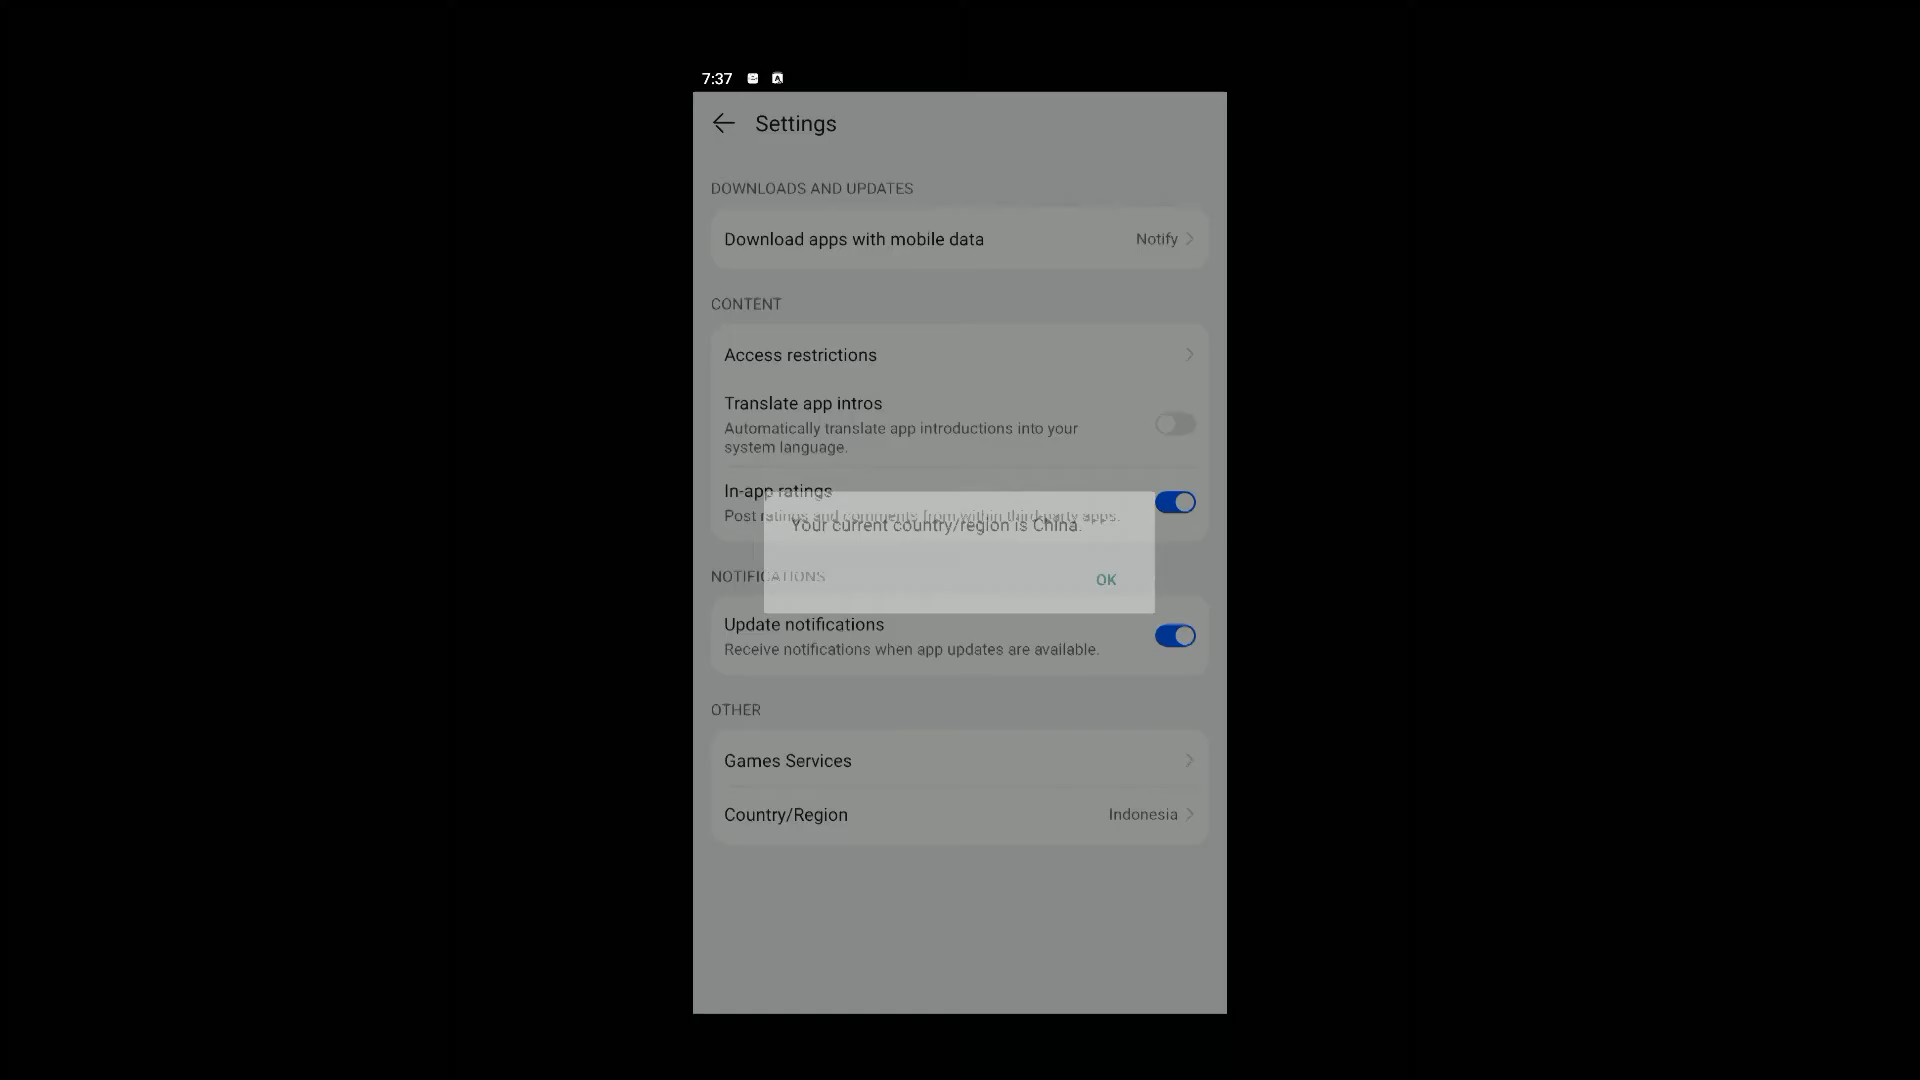 7:37
Settings
DOWNLOADS AND UPDATES
Download apps with mobile data
Notify
CONTENT
Access restrictions
Translate app intros
Automatically translate app introductions into your
system language.
In-app ratings
Post ratings and comments from within third-party apps.
Your current country/region is China.
OK
NOTIFICATIONS
Update notifications
Receive notifications when app updates are available.
OTHER
Games Services
Country/Region
Indonesia